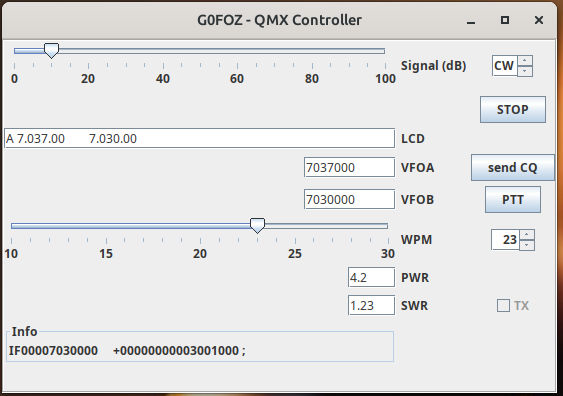 G0FOZ - QMX Controller
0 20 40 60 80 100 Signal (dB) CW
STOP
A 7.037.00 7.030.00 LCD
7037000 VFOA send CQ
7030000 VFOB PTT
10 15 20 25 30 WPM 23
4.2 PWR
1.23 SWR TX
Info
IF00007030000 +00000000003001000 ;